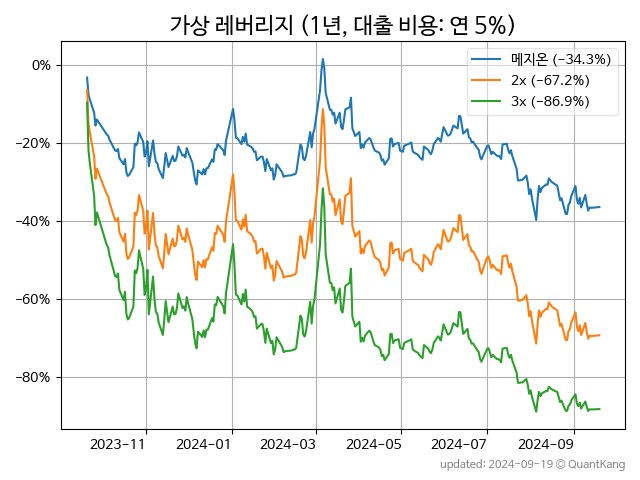 가상 레버리지 (1년, 대출 비용: 연 5%)
메지온 (−34.3%)
2x (−67.2%)
3x (−86.9%)
0%
−20%
−40%
−60%
−80%
2023−11 2024−01 2024−03 2024−05 2024−07 2024−09
updated: 2024−09−19 © QuantKang